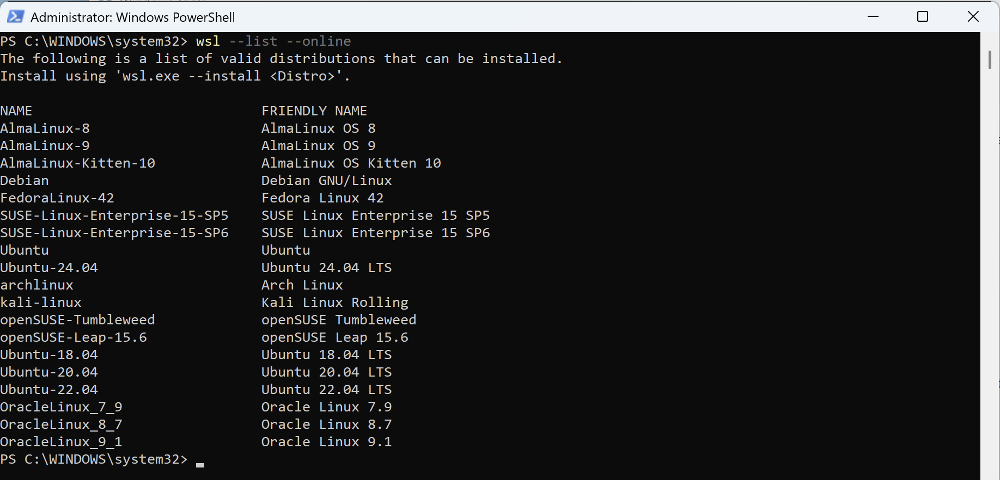 Administrator: Windows PowerShell
PS C:\WINDOWS\system32> wsl --list --online
The following is a list of valid distributions that can be installed.
Install using 'wsl.exe --install <Distro>'.
NAME                            FRIENDLY NAME
AlmaLinux-8                     AlmaLinux OS 8
AlmaLinux-9                     AlmaLinux OS 9
AlmaLinux-Kitten-10             AlmaLinux OS Kitten 10
Debian                          Debian GNU/Linux
FedoraLinux-42                  Fedora Linux 42
SUSE-Linux-Enterprise-15-SP5    SUSE Linux Enterprise 15 SP5
SUSE-Linux-Enterprise-15-SP6    SUSE Linux Enterprise 15 SP6
Ubuntu                          Ubuntu
Ubuntu-24.04                    Ubuntu 24.04 LTS
archlinux                       Arch Linux
kali-linux                      Kali Linux Rolling
openSUSE-Tumbleweed             openSUSE Tumbleweed
openSUSE-Leap-15.6              openSUSE Leap 15.6
Ubuntu-18.04                    Ubuntu 18.04 LTS
Ubuntu-20.04                    Ubuntu 20.04 LTS
Ubuntu-22.04                    Ubuntu 22.04 LTS
OracleLinux_7_9                 Oracle Linux 7.9
OracleLinux_8_7                 Oracle Linux 8.7
OracleLinux_9_1                 Oracle Linux 9.1
PS C:\WINDOWS\system32>